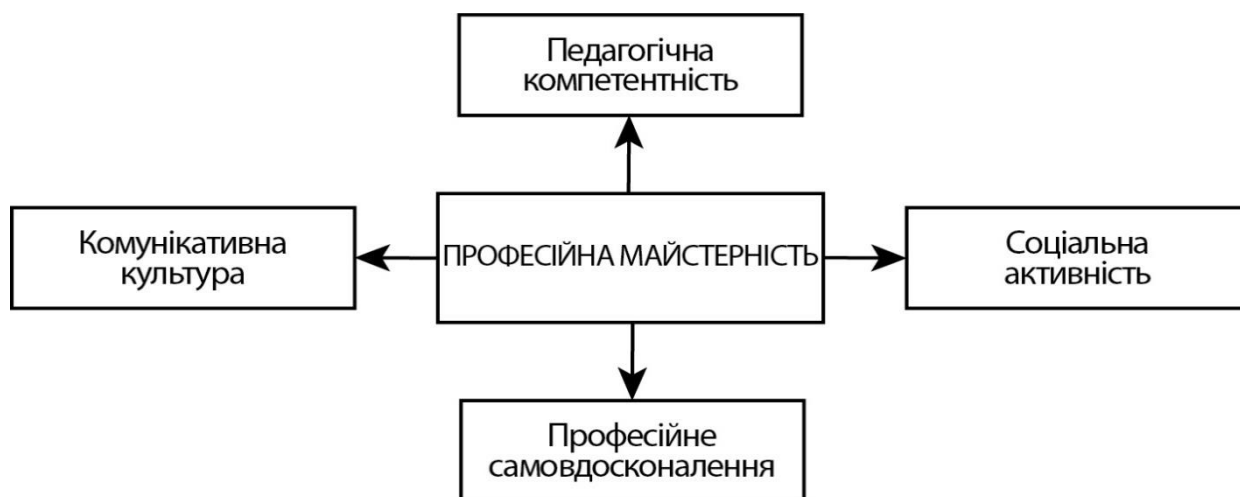 Педагогічна
компетентність
Комунікативна
культура
ПРОФЕСІЙНА МАЙСТЕРНІСТЬ
Соціальна
активність
Професійне
самовдосконалення